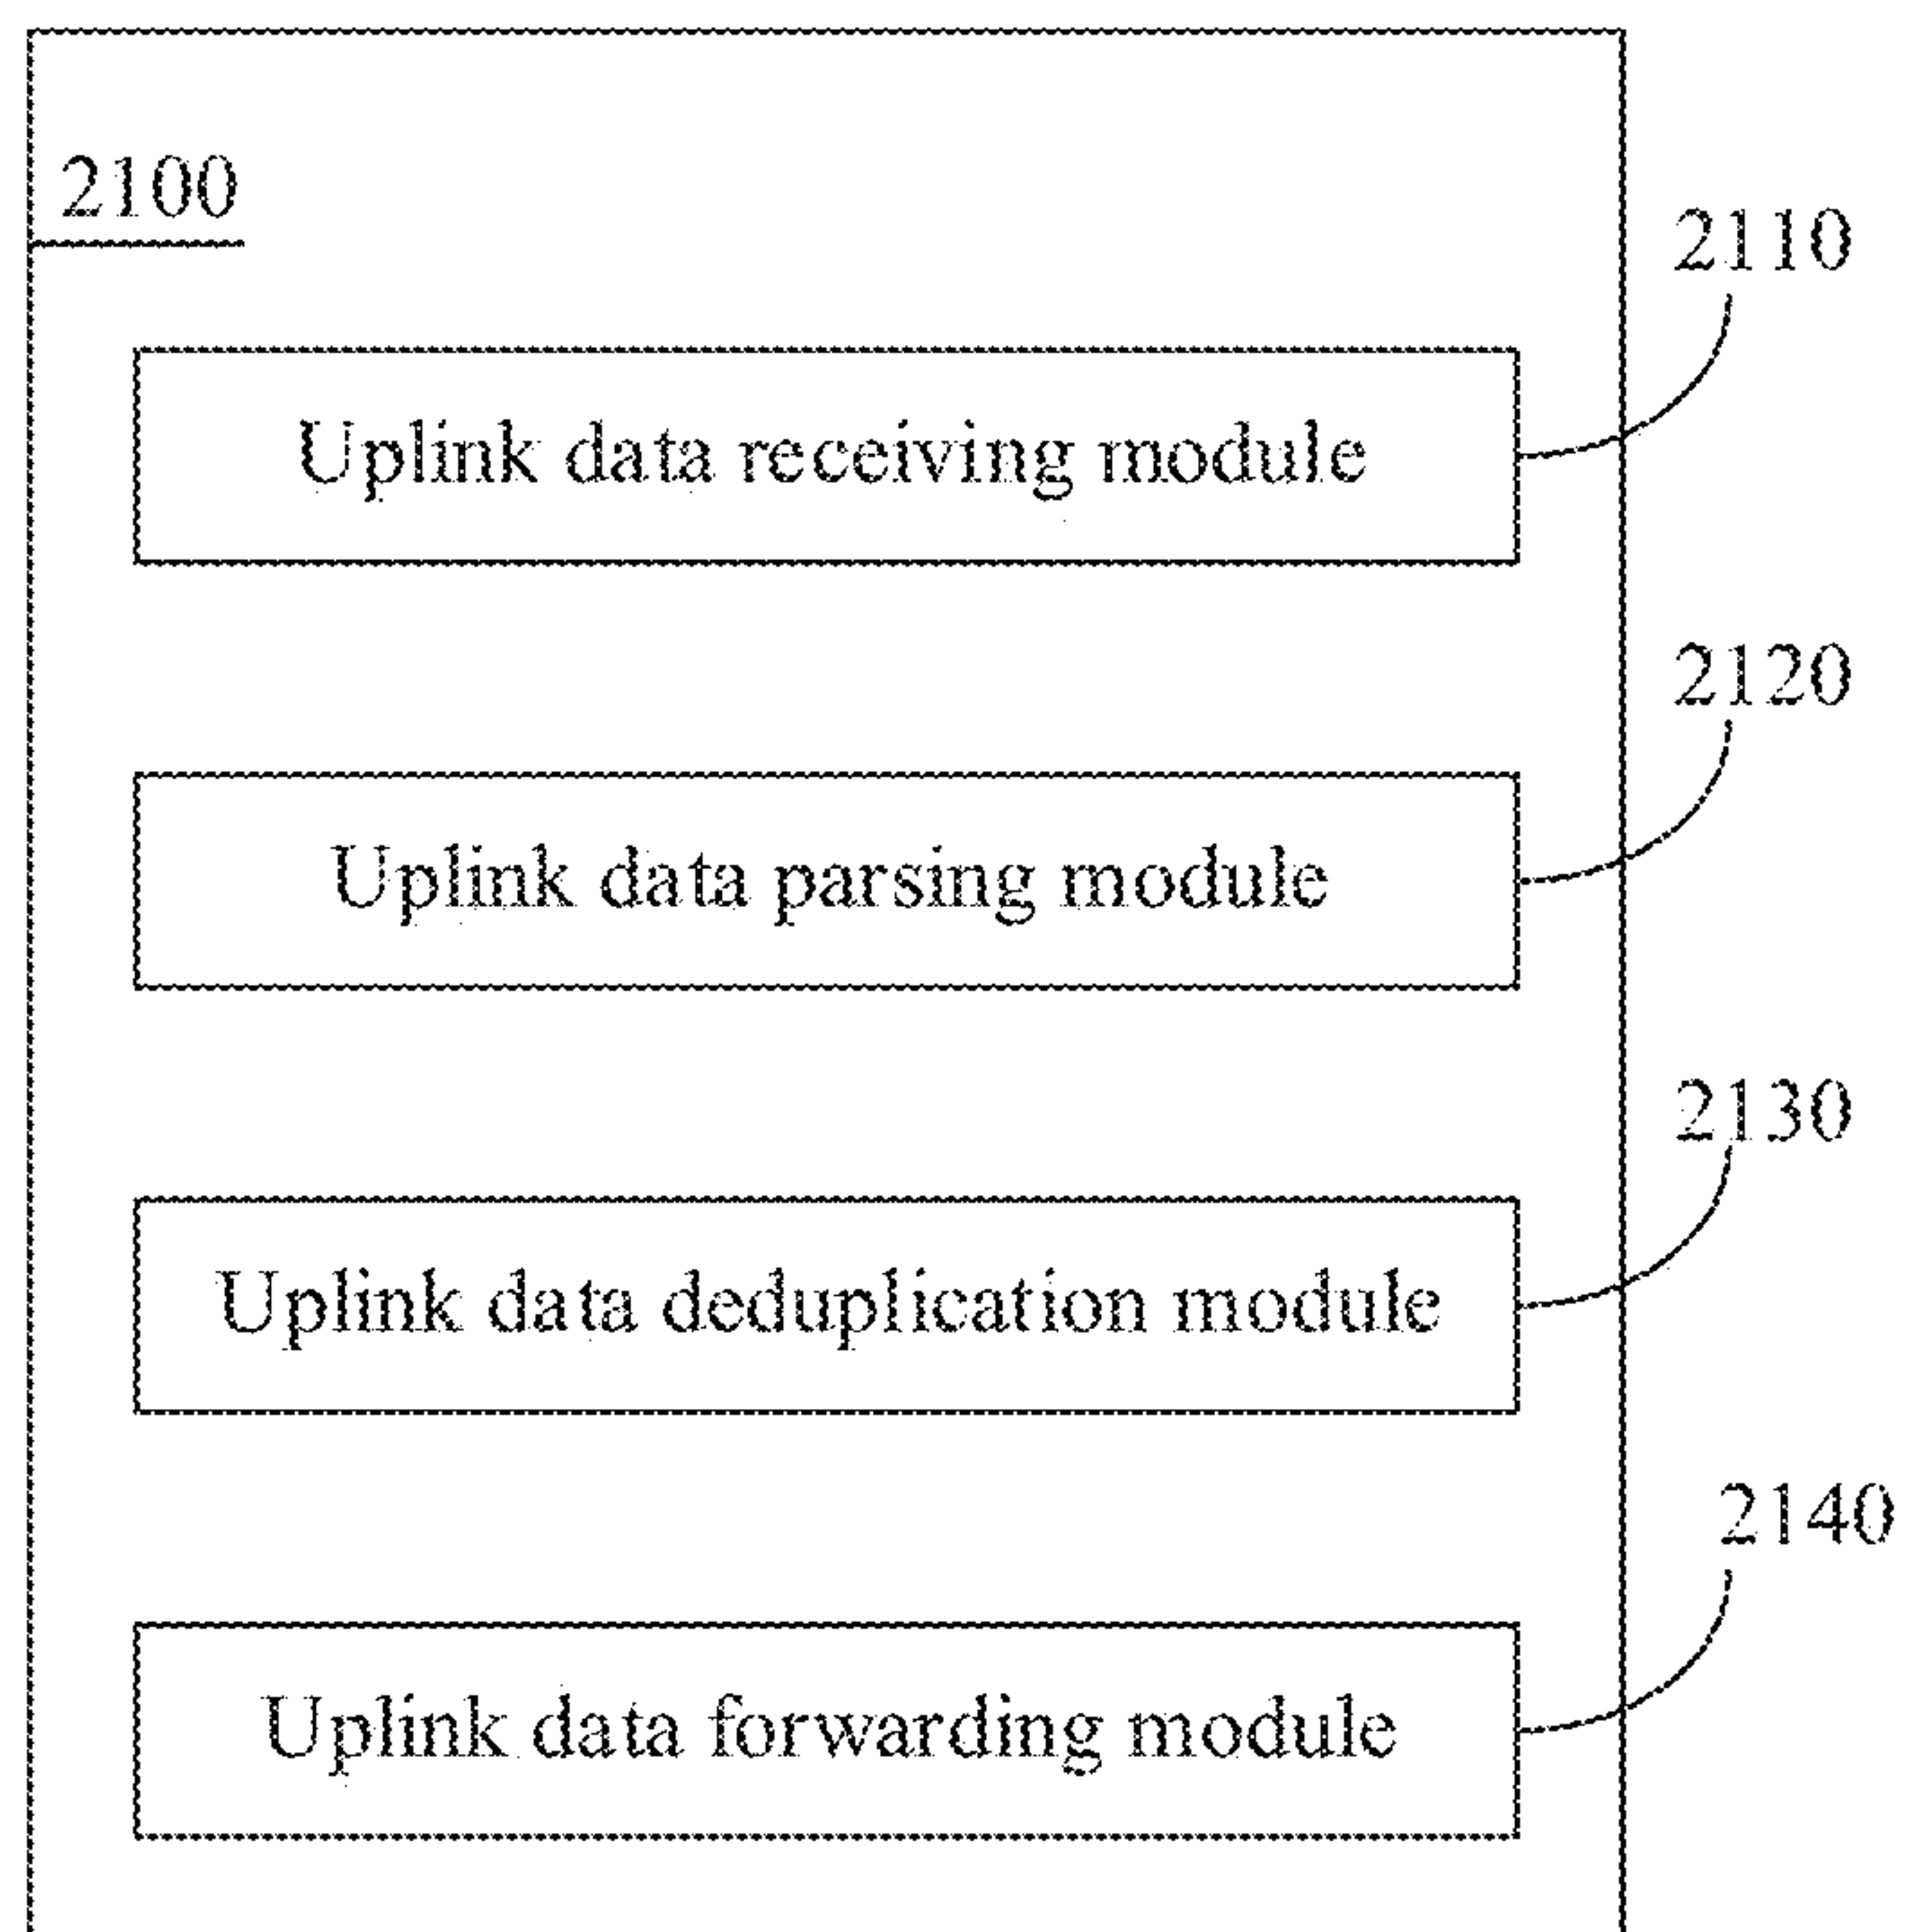 2100
2110
Uplink data receiving module
2120
Uplink data parsing module
2130
Uplink data deduplication module
2140
Uplink data forwarding module